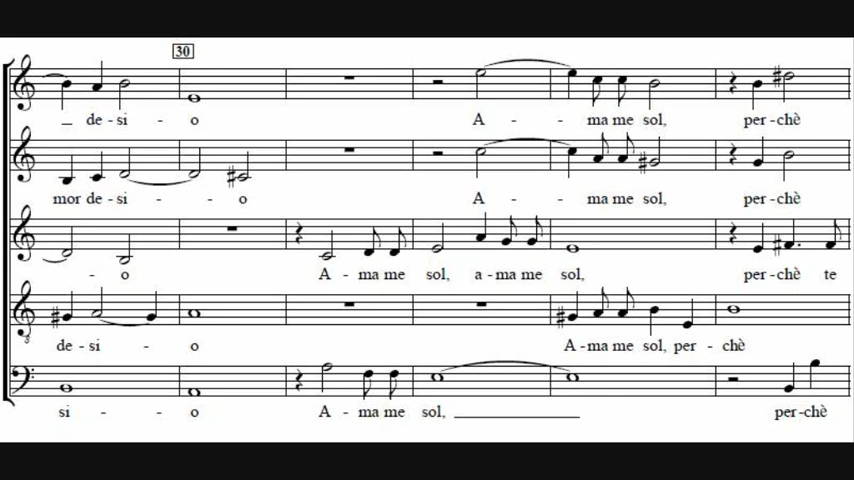 30
_ de - si - o A - ma me sol, per - chè
mor de - si - o A - ma me sol, per - chè
- o A - ma me sol, a - ma me sol, per - chè te
de - si - o A - ma me sol, per - chè
8
si - o A - ma me sol, ____ per - chè